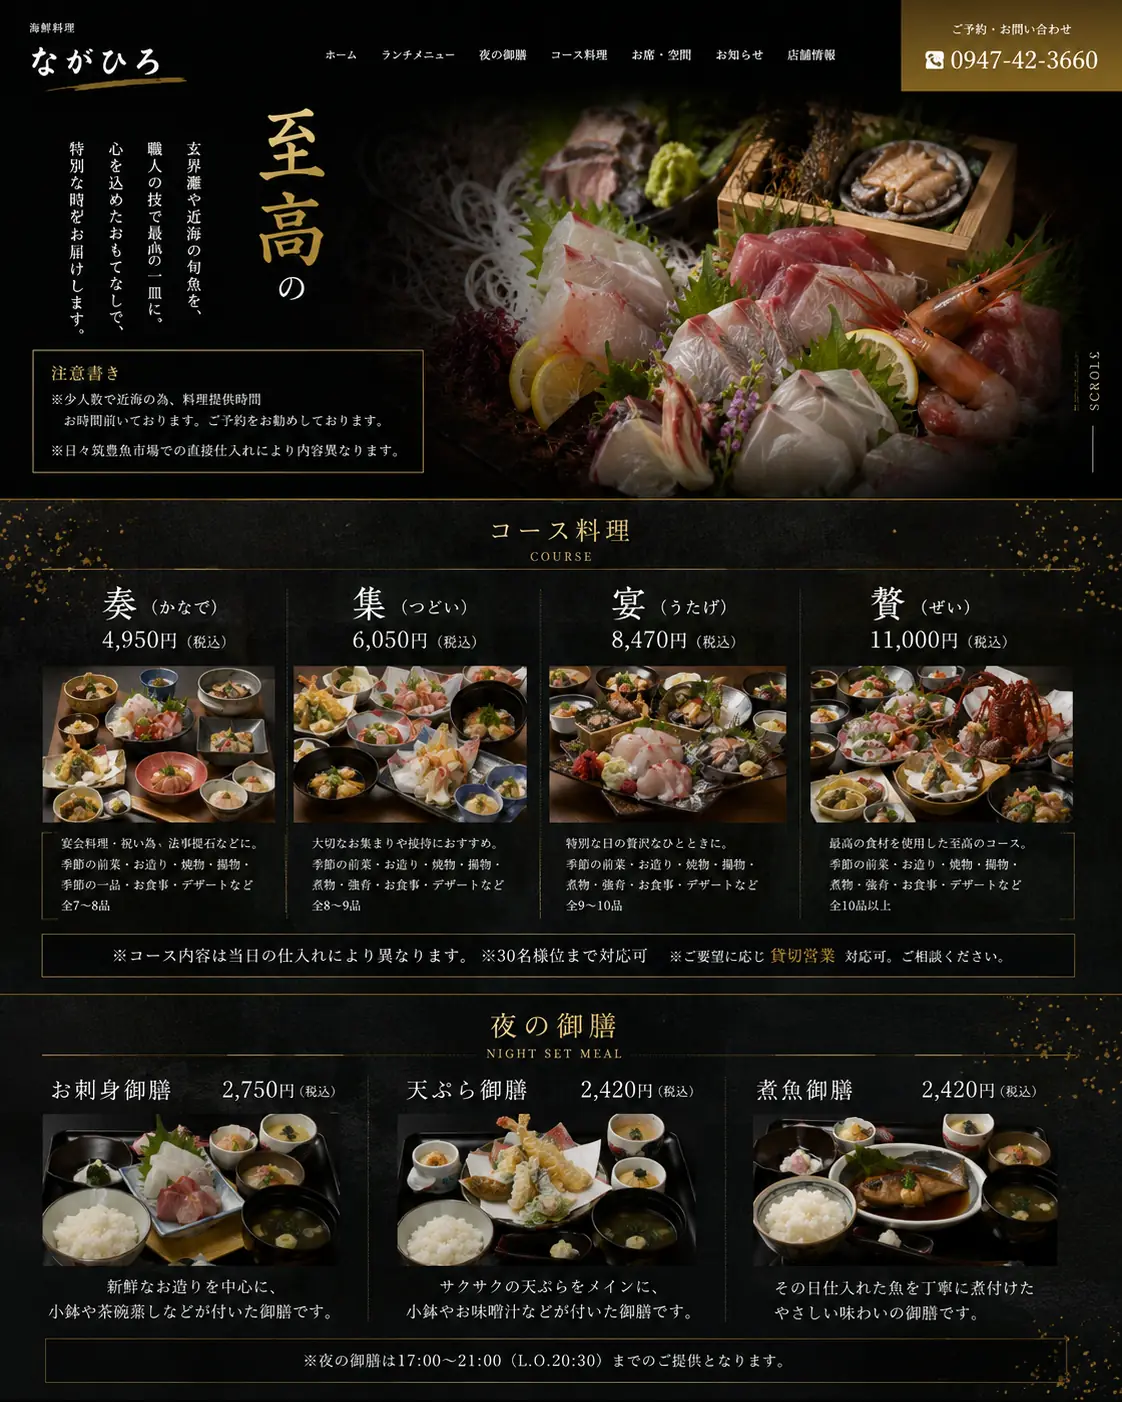 海鮮料理
ながひろ
ホーム
ランチメニュー
夜の御膳
コース料理
お席・空間
お知らせ
店舗情報
ご予約・お問い合わせ
0947-42-3660
至高の
玄界灘や近海の旬魚を、
職人の技で最高の一皿に。
心を込めたおもてなしで、
特別な時をお届けします。
注意書き
※少人数で近海の為、料理提供時間
お時間前いております。ご予約をお勧めしております。
※日々筑豊魚市場での直接仕入れにより内容異なります。
SCROLL
コース料理
COURSE
奏（かなで）
4,950円（税込）
宴会料理・祝い為、法事提石などに。
季節の前菜・お造り・焼物・揚物・
季節の一品・お食事・デザートなど
全7〜8品
集（つどい）
6,050円（税込）
大切なお集まりや接待におすすめ。
季節の前菜・お造り・焼物・揚物・
煮物・強肴・お食事・デザートなど
全8〜9品
宴（うたげ）
8,470円（税込）
特別な日の贅沢なひとときに。
季節の前菜・お造り・焼物・揚物・
煮物・強肴・お食事・デザートなど
全9〜10品
贅（ぜい）
11,000円（税込）
最高の食材を使用した至高のコース。
季節の前菜・お造り・焼物・揚物・
煮物・強肴・お食事・デザートなど
全10品以上
※コース内容は当日の仕入れにより異なります。 ※30名様位まで対応可 ※ご要望に応じ 貸切営業 対応可。ご相談ください。
夜の御膳
NIGHT SET MEAL
お刺身御膳 2,750円（税込）
新鮮なお造りを中心に、
小鉢や茶碗蒸しなどが付いた御膳です。
天ぷら御膳 2,420円（税込）
サクサクの天ぷらをメインに、
小鉢やお味噌汁などが付いた御膳です。
煮魚御膳 2,420円（税込）
その日仕入れた魚を丁寧に煮付けた
やさしい味わいの御膳です。
※夜の御膳は17:00〜21:00（L.O.20:30）までのご提供となります。